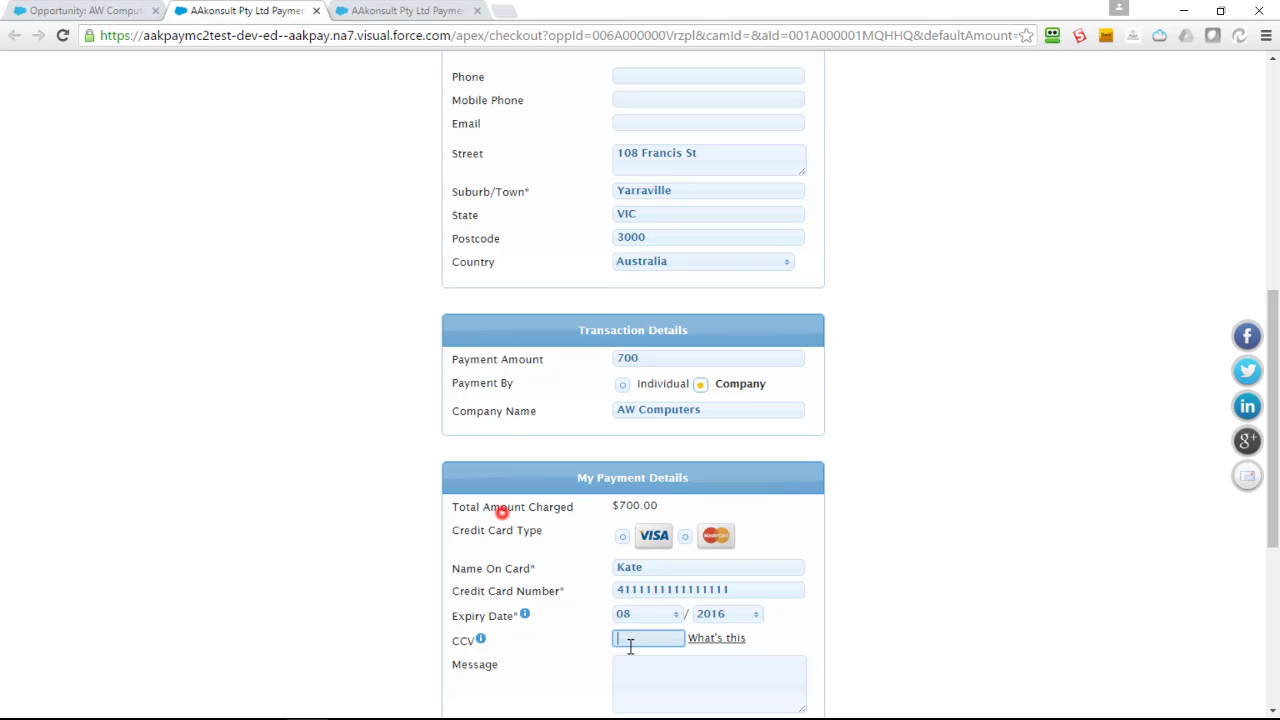 Opportunity: AW Comput
AAkonsult Pty Ltd Paymen
AAkonsult Pty Ltd Paymen
https://aakpaymc2test-dev-ed--aakpay.na7.visual.force.com/apex/checkout?oppId=006A000000Vrzpl&camId=&aId=001A000001MQHHQ&defaultAmount=
Phone
Mobile Phone
Email
Street 108 Francis St
Suburb/Town* Yarraville
State VIC
Postcode 3000
Country Australia
Transaction Details
Payment Amount 700
Payment By Individual Company
Company Name AW Computers
My Payment Details
Total Amount Charged $700.00
Credit Card Type VISA MasterCard
Name On Card* Kate
Credit Card Number* 4111111111111111
Expiry Date* 08 / 2016
CCV What's this
Message